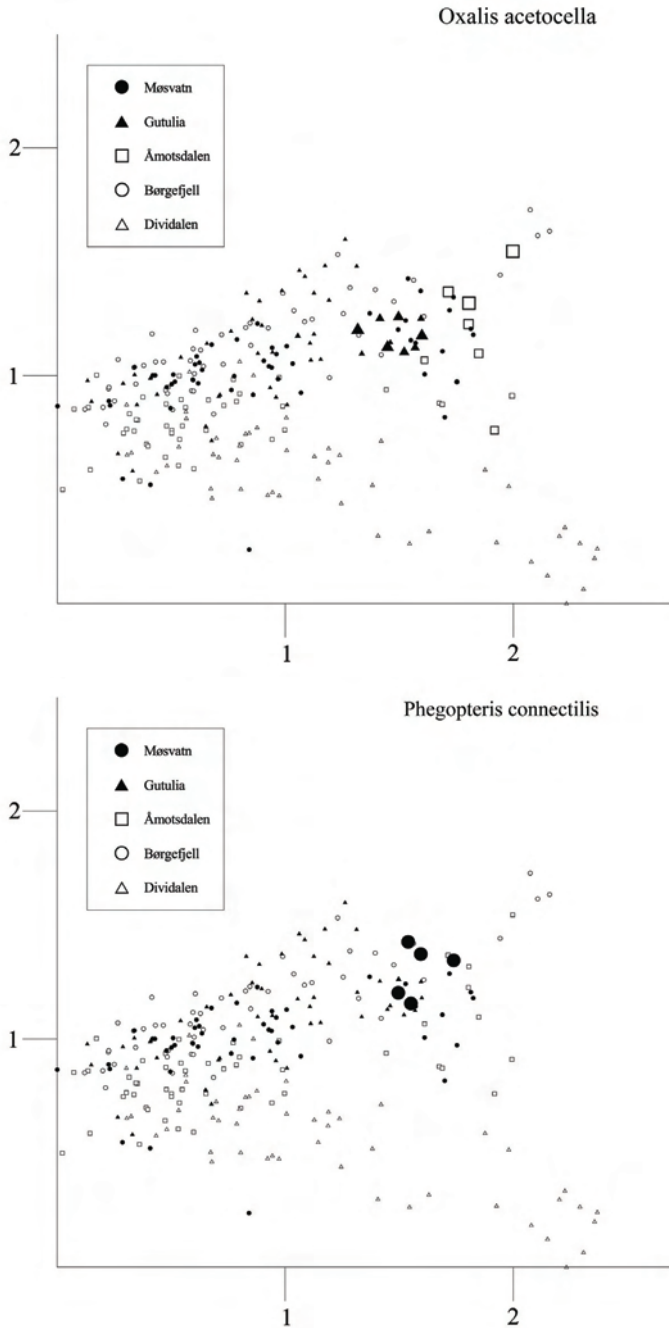 Oxalis acetocella
Møsvatn
Gutulia
Åmotsdalen
Børgefjell
Dividalen
2
1
1
2
Phegopteris connectilis
Møsvatn
Gutulia
Åmotsdalen
Børgefjell
Dividalen
2
1
1
2